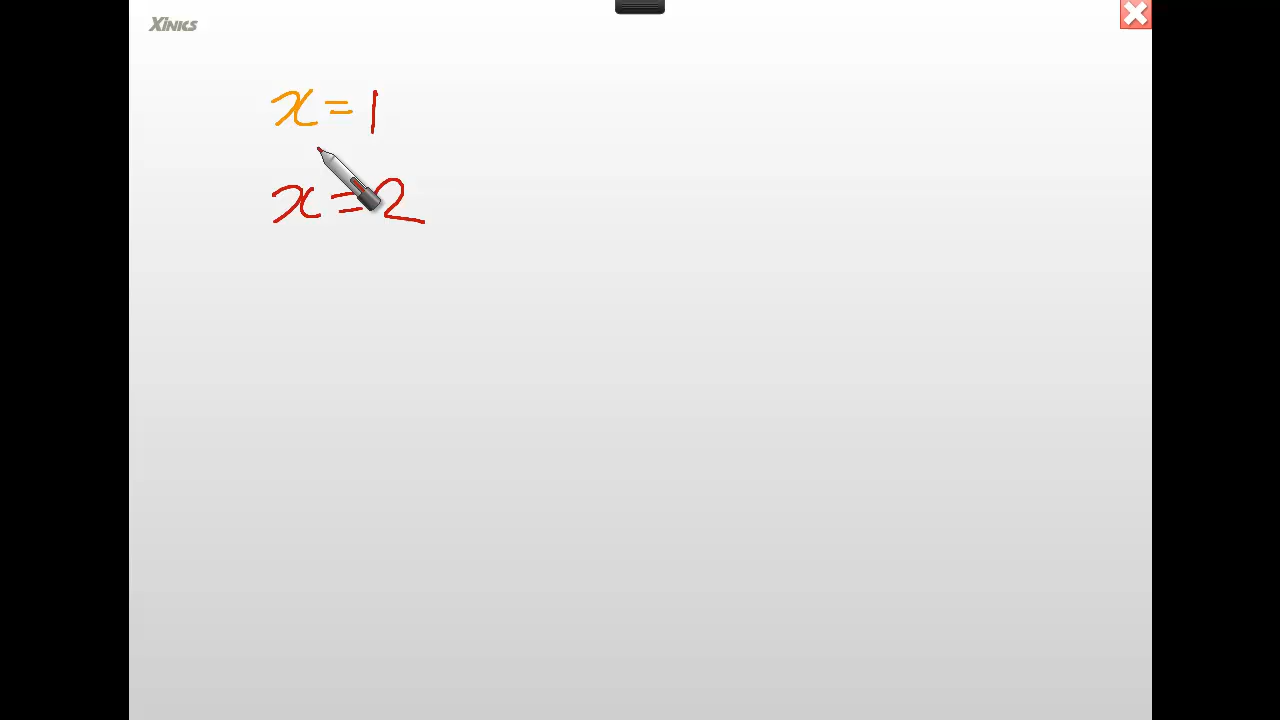 XINKS
x = 1
x = 2